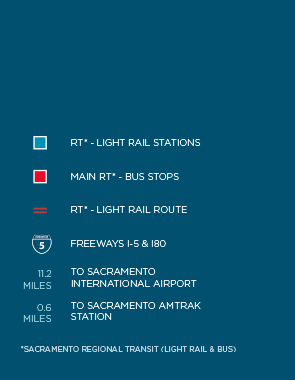 RT* - LIGHT RAIL STATIONS
MAIN RT* - BUS STOPS
RT* - LIGHT RAIL ROUTE
5 FREEWAYS I-5 & I80
11.2 MILES TO SACRAMENTO
INTERNATIONAL AIRPORT
0.6 MILES TO SACRAMENTO AMTRAK
STATION
*SACRAMENTO REGIONAL TRANSIT (LIGHT RAIL & BUS)